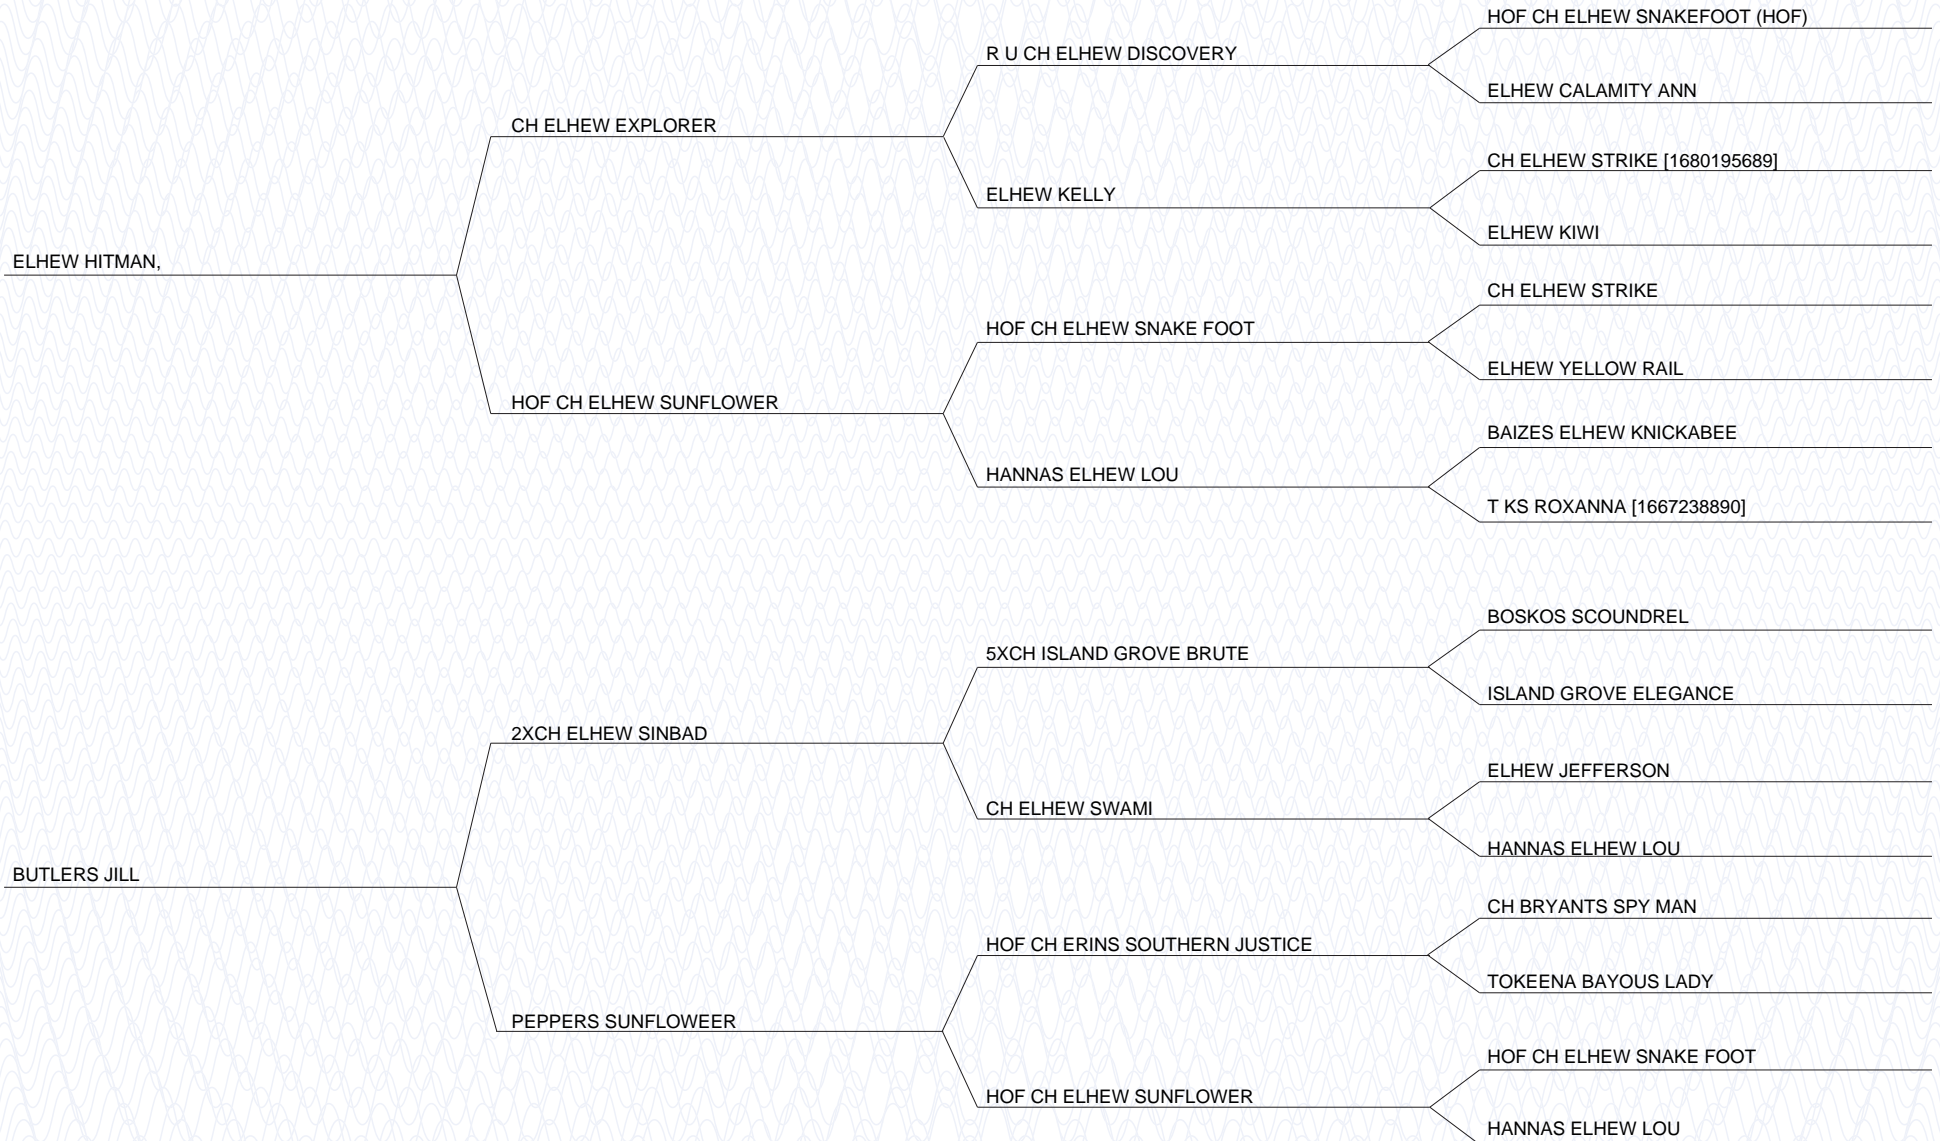 HOF CH ELHEW SNAKEFOOT (HOF)
R U CH ELHEW DISCOVERY
ELHEW CALAMITY ANN
CH ELHEW EXPLORER
CH ELHEW STRIKE [1680195689]
ELHEW KELLY
ELHEW KIWI
ELHEW HITMAN,
CH ELHEW STRIKE
HOF CH ELHEW SNAKE FOOT
ELHEW YELLOW RAIL
HOF CH ELHEW SUNFLOWER
BAIZES ELHEW KNICKABEE
HANNAS ELHEW LOU
T KS ROXANNA [1667238890]
BOSKOS SCOUNDREL
5XCH ISLAND GROVE BRUTE
ISLAND GROVE ELEGANCE
2XCH ELHEW SINBAD
ELHEW JEFFERSON
CH ELHEW SWAMI
HANNAS ELHEW LOU
BUTLERS JILL
CH BRYANTS SPY MAN
HOF CH ERINS SOUTHERN JUSTICE
TOKEENA BAYOUS LADY
PEPPERS SUNFLOWEER
HOF CH ELHEW SNAKE FOOT
HOF CH ELHEW SUNFLOWER
HANNAS ELHEW LOU